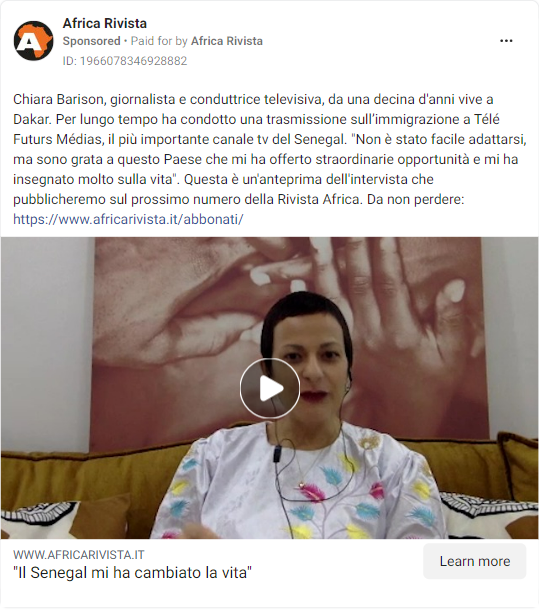 Africa Rivista
Sponsored • Paid for by Africa Rivista
ID: 1966078346928882
Chiara Barison, giornalista e conduttrice televisiva, da una decina d'anni vive a
Dakar. Per lungo tempo ha condotto una trasmissione sull’immigrazione a Télé
Futurs Médias, il più importante canale tv del Senegal. "Non è stato facile adattarsi,
ma sono grata a questo Paese che mi ha offerto straordinarie opportunità e mi ha
insegnato molto sulla vita". Questa è un'anteprima dell'intervista che
pubblicheremo sul prossimo numero della Rivista Africa. Da non perdere:
https://www.africarivista.it/abbonati/
WWW.AFRICARIVISTA.IT
"Il Senegal mi ha cambiato la vita"
Learn more